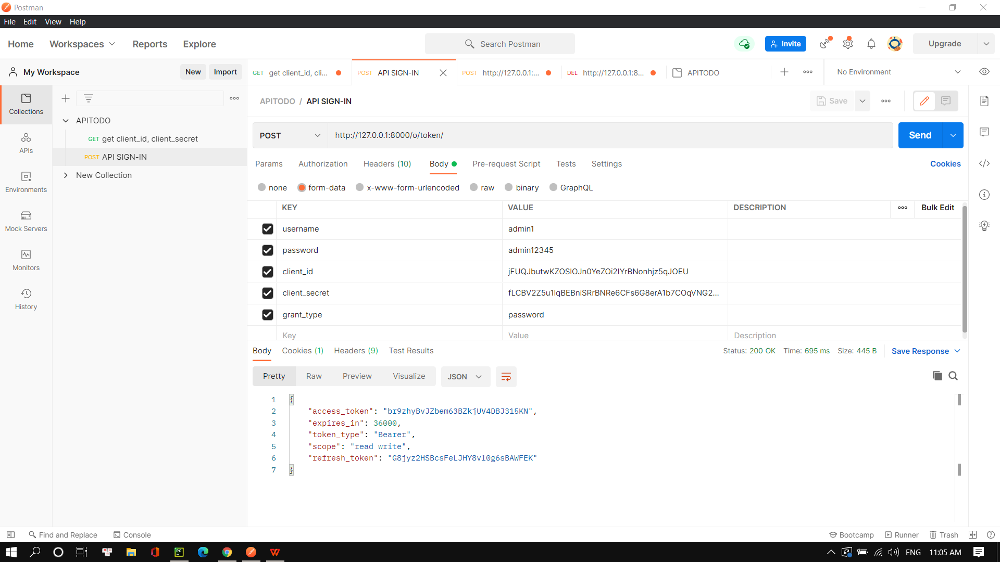 Postman
File Edit View Help
Home Workspaces Reports Explore
Search Postman
Invite
Upgrade
My Workspace
New Import
GET get client_id, cli...
POST API SIGN-IN
POST http://127.0.0.1:...
DEL http://127.0.0.1:8...
APITODO
No Environment
Collections
APIs
Environments
Mock Servers
Monitors
History
APITODO
GET get client_id, client_secret
POST API SIGN-IN
New Collection
APITODO / API SIGN-IN
Save
POST http://127.0.0.1:8000/o/token/
Send
Params Authorization Headers (10) Body Pre-request Script Tests Settings Cookies
none form-data x-www-form-urlencoded raw binary GraphQL
KEY VALUE DESCRIPTION Bulk Edit
username admin1
password admin12345
client_id jFUQJbutwKZOSlOJn0YeZOi2lYrBNonhjz5qJOEU
client_secret fLCBV2Z5u1lqBEBniSRrBNRe6CFs6G8erA1b7COqVNG2...
grant_type password
Key Value Description
Body Cookies (1) Headers (9) Test Results Status: 200 OK Time: 695 ms Size: 445 B Save Response
Pretty Raw Preview Visualize JSON
1 {
2 "access_token": "br9zhyBvJZbem63BZkjUV4DBJ315KN",
3 "expires_in": 36000,
4 "token_type": "Bearer",
5 "scope": "read write",
6 "refresh_token": "G8jyz2HSBcsFeLJHY8vl0g6sBAWFEK"
7 }
Find and Replace Console
Bootcamp Runner Trash
PC
ENG 11:05 AM